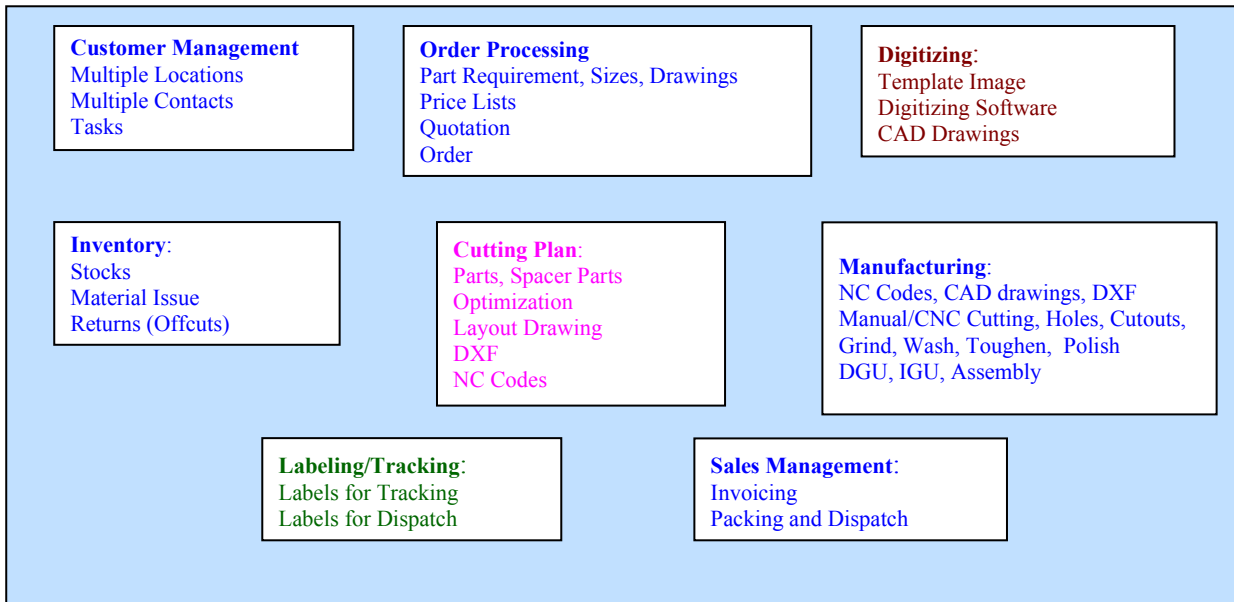 Customer Management
Multiple Locations
Multiple Contacts
Tasks
Order Processing
Part Requirement, Sizes, Drawings
Price Lists
Quotation
Order
Digitizing:
Template Image
Digitizing Software
CAD Drawings
Inventory:
Stocks
Material Issue
Returns (Offcuts)
Cutting Plan:
Parts, Spacer Parts
Optimization
Layout Drawing
DXF
NC Codes
Manufacturing:
NC Codes, CAD drawings, DXF
Manual/CNC Cutting, Holes, Cutouts,
Grind, Wash, Toughen, Polish
DGU, IGU, Assembly
Labeling/Tracking:
Labels for Tracking
Labels for Dispatch
Sales Management:
Invoicing
Packing and Dispatch